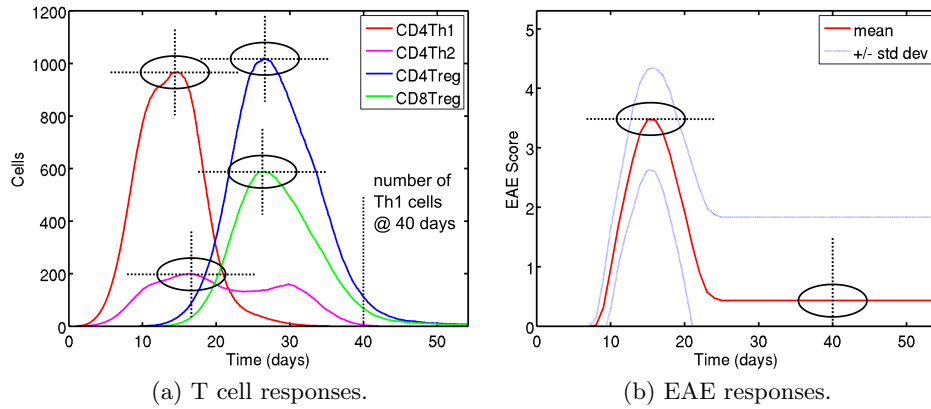 1200
1000
800
600
400
200
0
Cells
0 10 20 30 40 50
Time (days)
CD4Th1
CD4Th2
CD4Treg
CD8Treg
number of
Th1 cells
@ 40 days
(a) T cell responses.
5
4
3
2
1
0
EAE Score
0 10 20 30 40 50
Time (days)
mean
+/- std dev
(b) EAE responses.